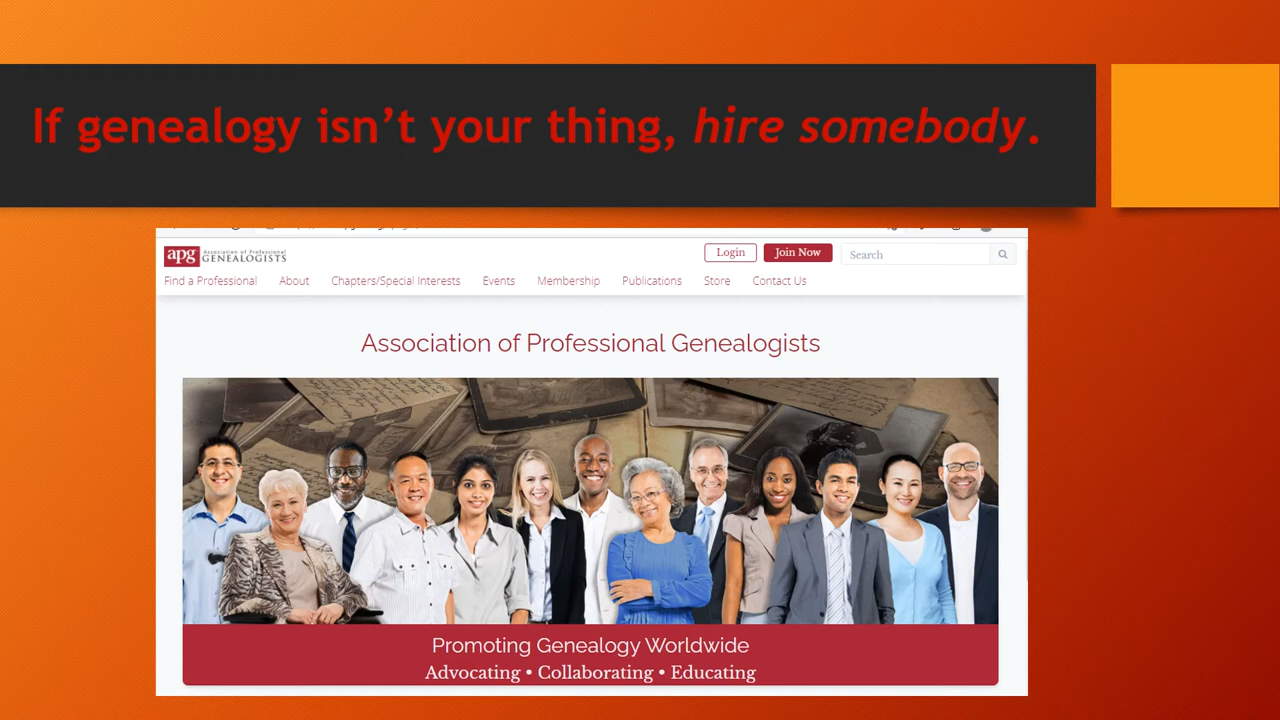 If genealogy isn't your thing, hire somebody.
apg Association of Professional
GENEALOGISTS
Login Join Now Search
Find a Professional About Chapters/Special Interests Events Membership Publications Store Contact Us
Association of Professional Genealogists
Promoting Genealogy Worldwide
Advocating • Collaborating • Educating